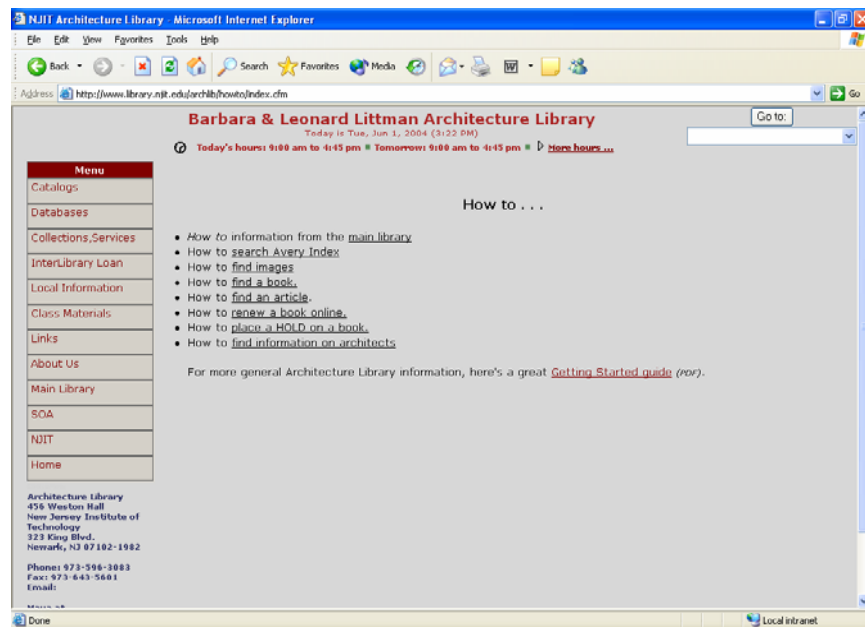 NJIT Architecture Library - Microsoft Internet Explorer
File Edit View Favorites Tools Help
Back Search Favorites Media
Address http://www.library.njit.edu/archlib/howto/index.cfm Go
Barbara & Leonard Littman Architecture Library
Go to:
Today is Tue, Jun 1, 2004 (3:22 PM)
Today's hours: 9:00 am to 4:45 pm Tomorrow: 9:00 am to 4:45 pm More hours ...
Menu
Catalogs
Databases
Collections,Services
InterLibrary Loan
Local Information
Class Materials
Links
About Us
Main Library
SOA
NJIT
Home
Architecture Library
456 Weston Hall
New Jersey Institute of
Technology
323 King Blvd.
Newark, NJ 07102-1982
Phone: 973-596-3083
Fax: 973-643-5601
Email:
How to . . .
• How to information from the main library
• How to search Avery Index
• How to find images
• How to find a book.
• How to find an article.
• How to renew a book online.
• How to place a HOLD on a book.
• How to find information on architects
For more general Architecture Library information, here's a great Getting Started guide (PDF).
Done
Local intranet